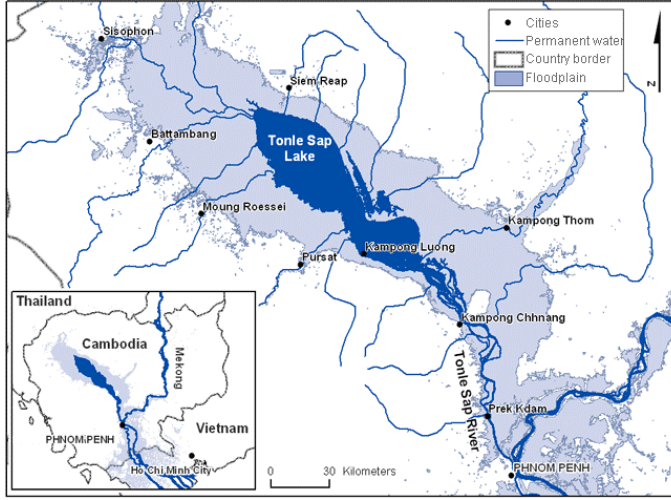 Sisophon
Siem Reap
Battambang
Tonle Sap
Lake
Moung Roessei
Pursat
Kampong Luong
Kampong Thom
Kampong Chhnang
Tonle Sap River
Prek Kdam
PHNOM PENH
Cities
Permanent water
Country border
Floodplain
N
Thailand
Cambodia
Mekong
Vietnam
PHNOM PENH
Ho Chi Minh City
0 30 Kilometers